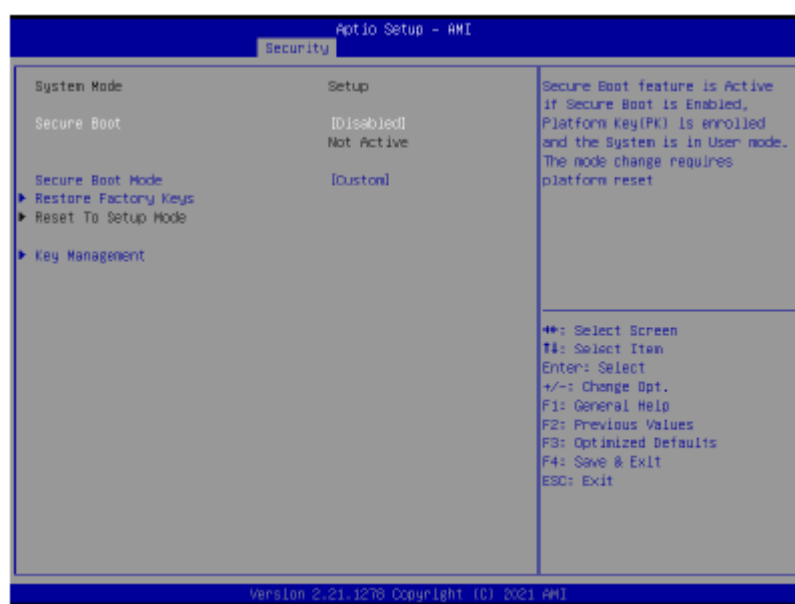 Aptio Setup - AMI
Security
System Mode Setup
Secure Boot [Disabled]
Not Active
Secure Boot Mode [Custom]
Restore Factory Keys
Reset To Setup Mode
Key Management
Secure Boot feature is Active
if Secure Boot is Enabled,
Platform Key(PK) is enrolled
and the System is in User mode.
The mode change requires
platform reset
→←: Select Screen
↑↓: Select Item
Enter: Select
+/-: Change Opt.
F1: General Help
F2: Previous Values
F3: Optimized Defaults
F4: Save & Exit
ESC: Exit
Version 2.21.1278 Copyright (C) 2021 AMI